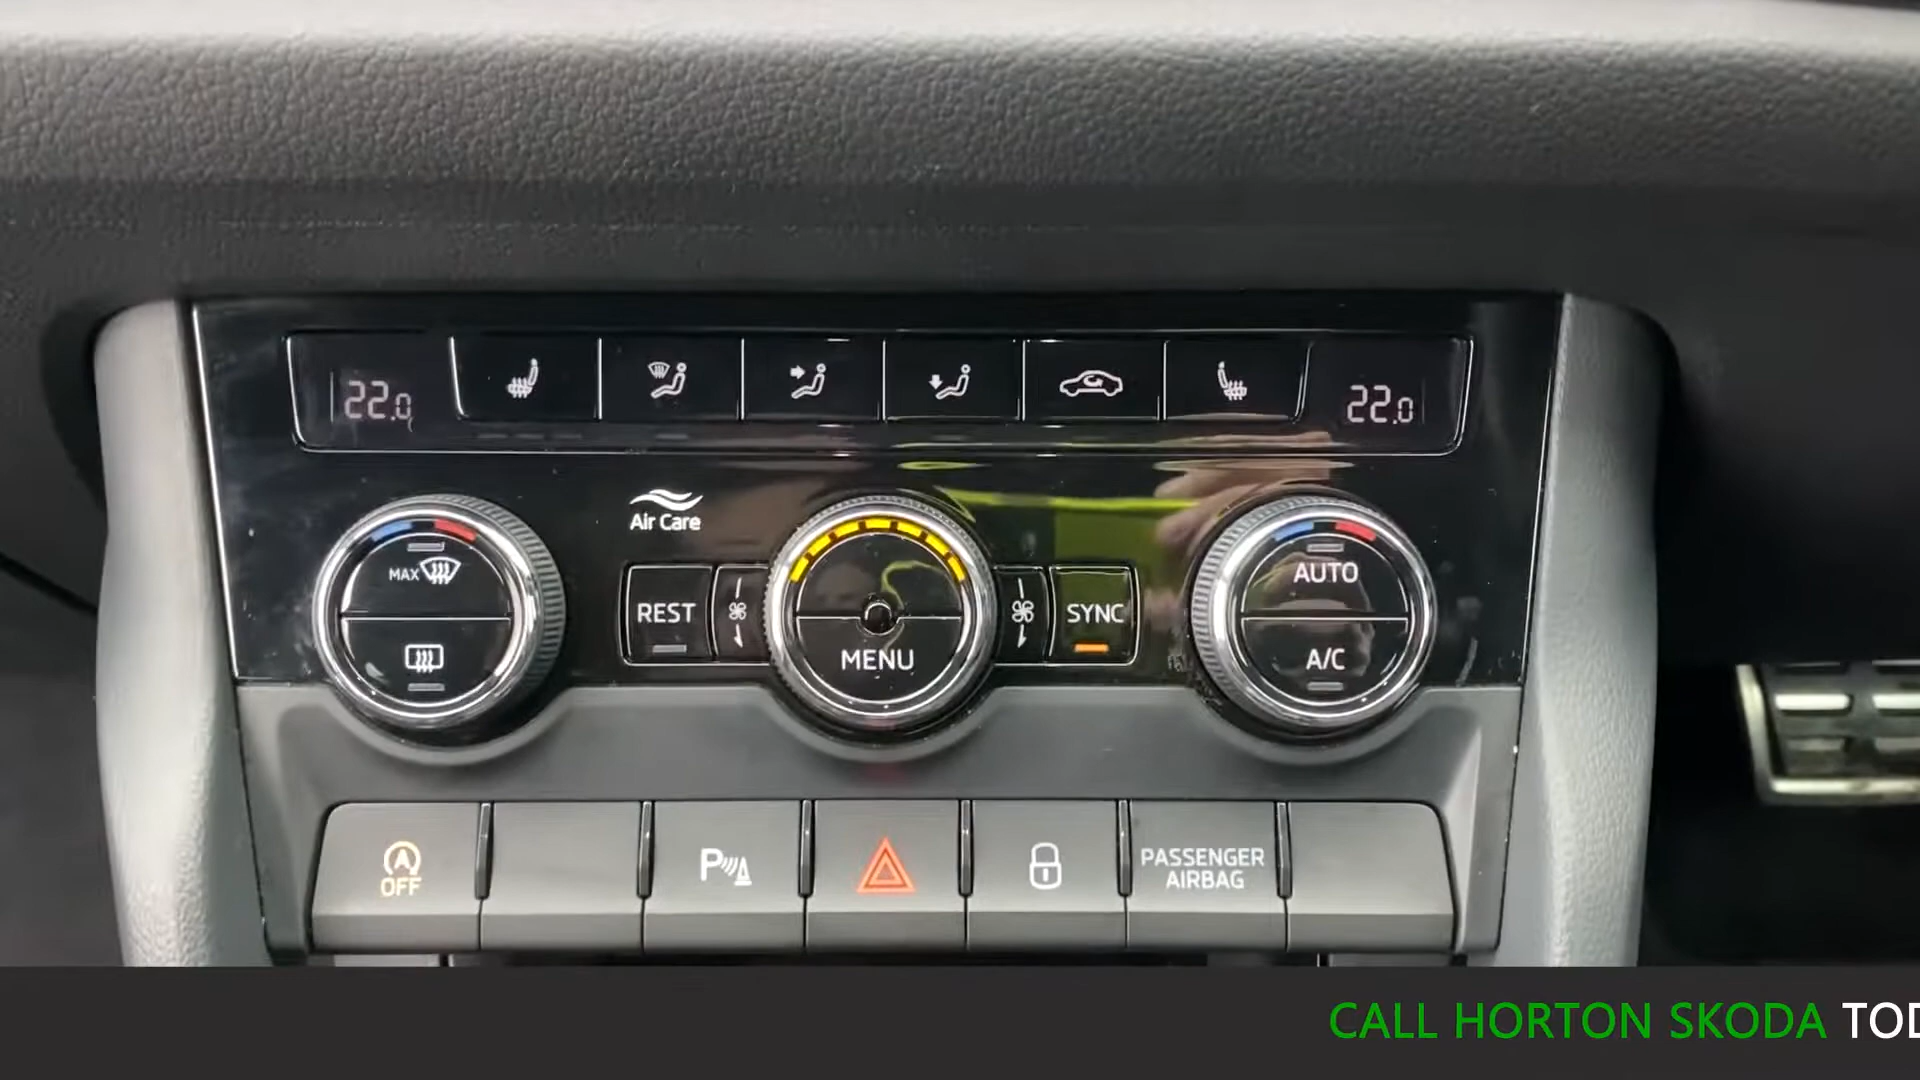 22.0
22.0
Air Care
MAX
REST
MENU
SYNC
AUTO
A/C
A
OFF
P
PASSENGER
AIRBAG
CALL HORTON SKODA TOD